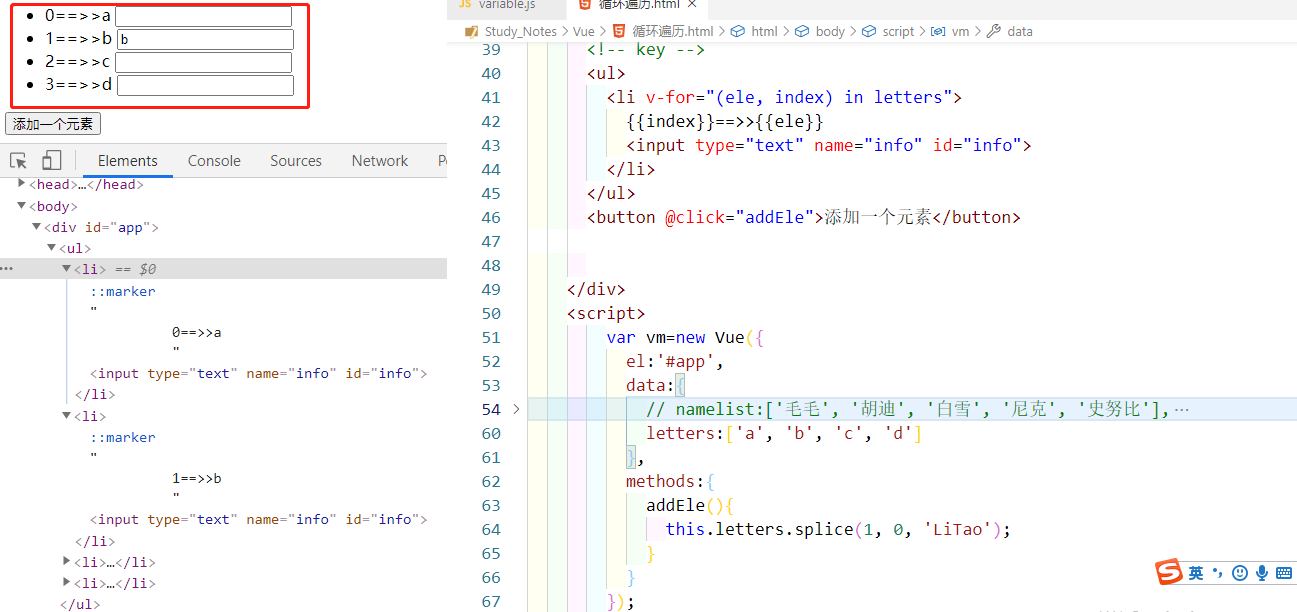 0==>>a
1==>>b b
2==>>c
3==>>d
添加一个元素
Elements Console Sources Network
<head>…</head>
<body>
<div id="app">
<ul>
<li> == $0
::marker
"
0==>>a
"
<input type="text" name="info" id="info">
</li>
<li>
::marker
"
1==>>b
"
<input type="text" name="info" id="info">
</li>
<li>…</li>
<li>…</li>
</ul>
JS variable.js 循环遍历.html ×
Study_Notes > Vue > 循环遍历.html > html > body > script > vm > data
39 <!-- key -->
40 <ul>
41 <li v-for="(ele, index) in letters">
42 {{index}}==>>{{ele}}
43 <input type="text" name="info" id="info">
44 </li>
45 </ul>
46 <button @click="addEle">添加一个元素</button>
47
48
49 </div>
50 <script>
51 var vm=new Vue({
52 el:'#app',
53 data:{
54 > // namelist:['毛毛', '胡迪', '白雪', '尼克', '史努比'],…
60 letters:['a', 'b', 'c', 'd']
61 },
62 methods:{
63 addEle(){
64 this.letters.splice(1, 0, 'LiTao');
65 }
66 }
67 });
S 英